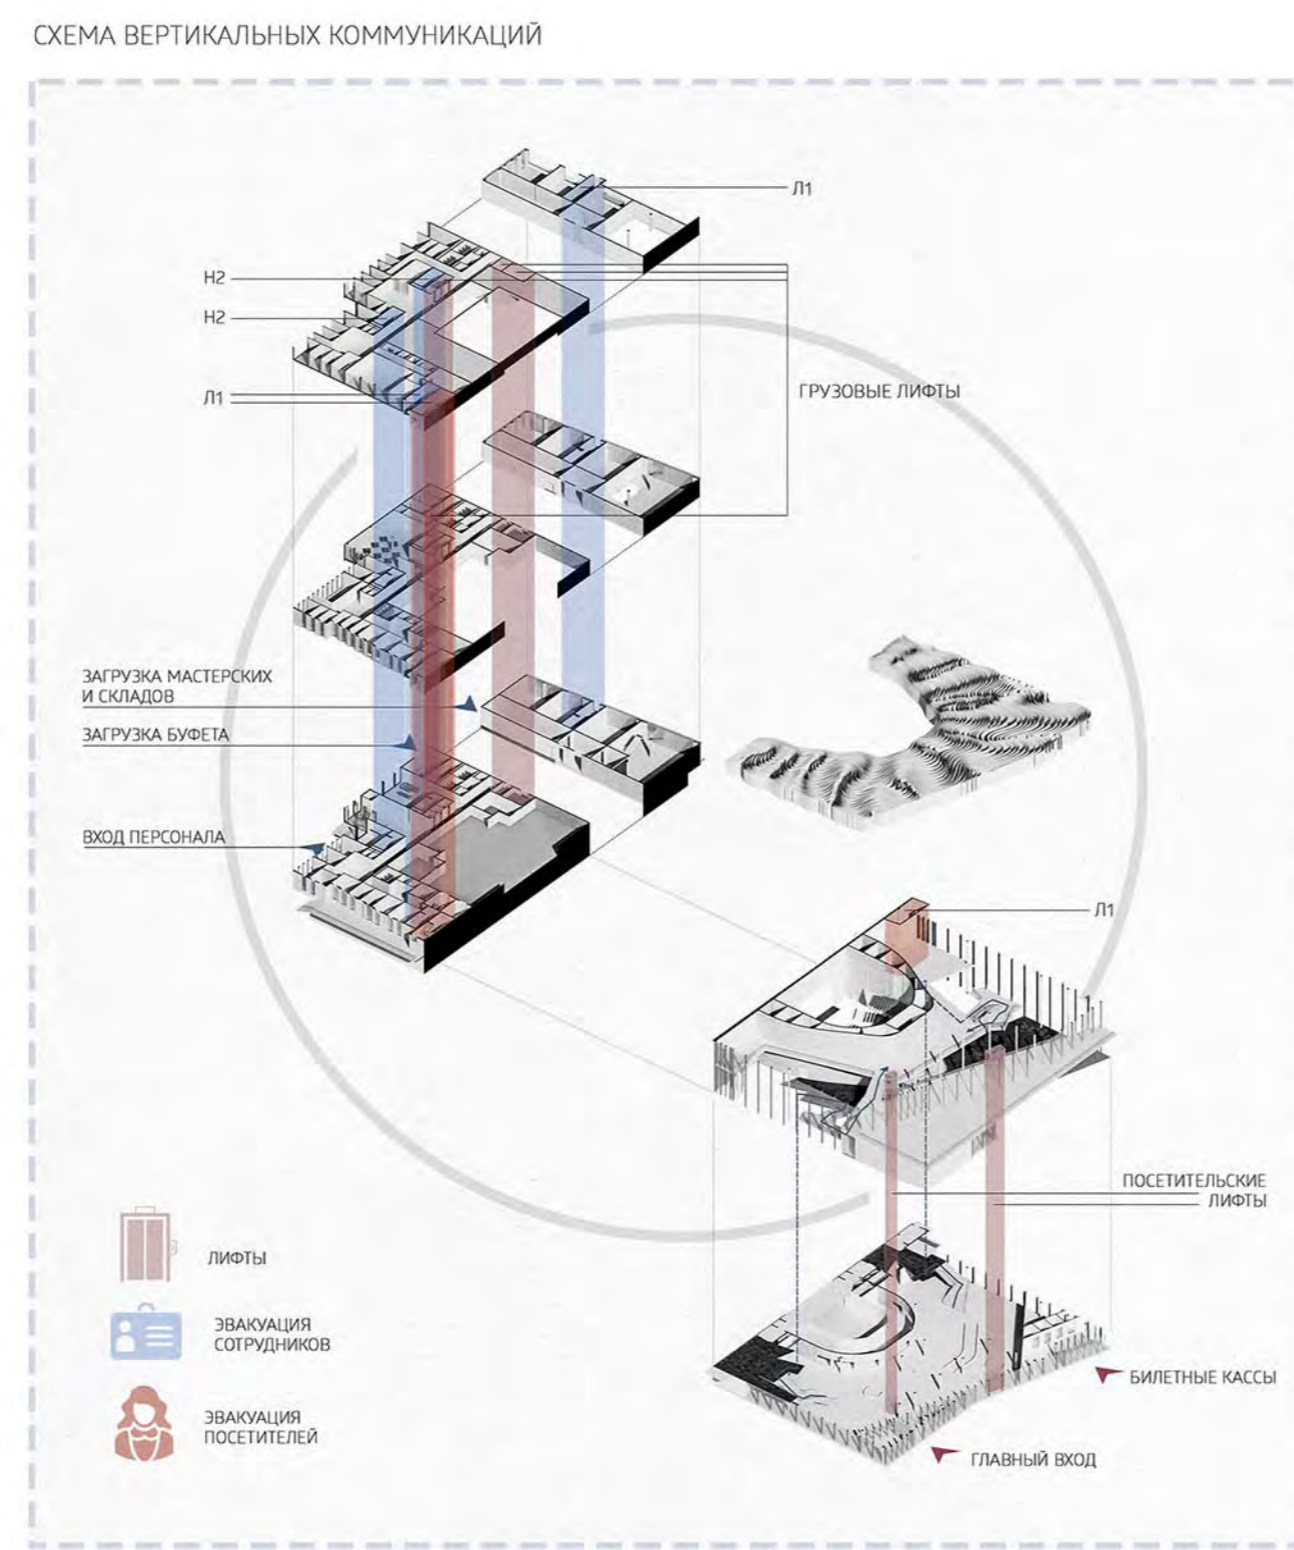 СХЕМА ВЕРТИКАЛЬНЫХ КОММУНИКАЦИЙ
Л1
Н2
Н2
Л1
ГРУЗОВЫЕ ЛИФТЫ
ЗАГРУЗКА МАСТЕРСКИХ
И СКЛАДОВ
ЗАГРУЗКА БУФЕТА
ВХОД ПЕРСОНАЛА
Л1
ПОСЕТИТЕЛЬСКИЕ
ЛИФТЫ
ЛИФТЫ
ЭВАКУАЦИЯ
СОТРУДНИКОВ
ЭВАКУАЦИЯ
ПОСЕТИТЕЛЕЙ
БИЛЕТНЫЕ КАССЫ
ГЛАВНЫЙ ВХОД